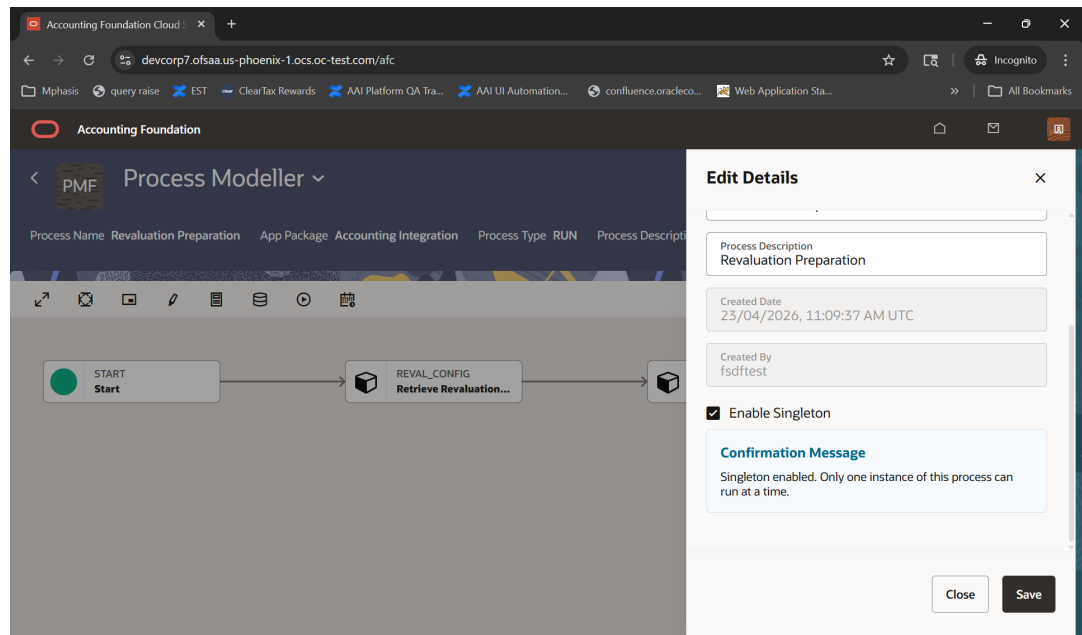 Accounting Foundation Cloud
devcorp7.ofsaa.us-phoenix-1.ocs.oc-test.com/afc
Incognito
Mphasis
query raise
EST
ClearTax Rewards
AAI Platform QA Tra...
AAI UI Automation...
confluence.oracleco...
Web Application Sta...
»
All Bookmarks
Accounting Foundation
PMF
Process Modeller
Process Name Revaluation Preparation
App Package Accounting Integration
Process Type RUN
Process Descripti
START
Start
REVAL_CONFIG
Retrieve Revaluation...
Edit Details
Process Description
Revaluation Preparation
Created Date
23/04/2026, 11:09:37 AM UTC
Created By
fsdftest
Enable Singleton
Confirmation Message
Singleton enabled. Only one instance of this process can
run at a time.
Close
Save